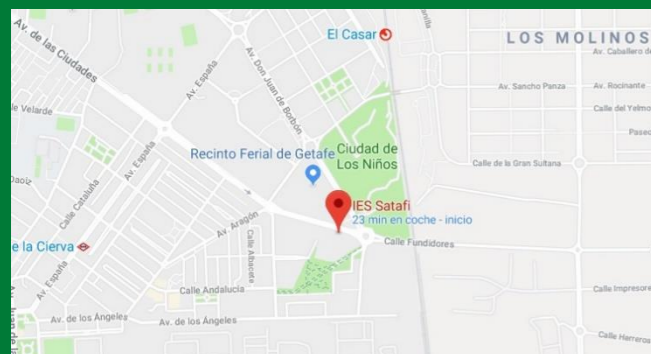 El Casar
LOS MOLINOS
Av. de las Ciudades
Av. Caballero d
Av. España
Av. Don Juan de Borbón
Av. Sancho Panza
Av. Rocinante
le Velarde
Calle del Yelmo
Recinto Ferial de Getafe
Ciudad de
Los Niños
Paseo
Av. España
Calle de la Gran Sultana
Daoiz
Calle Cataluña
IES Satafi
23 min en coche - inicio
Av. Aragón
e la Cierva
Calle Fundidores
Calle Albacete
Av. España
Calle Andalucía
Calle Impresore
Av. de los Ángeles
Av. de los Ángeles
Calle Herreros